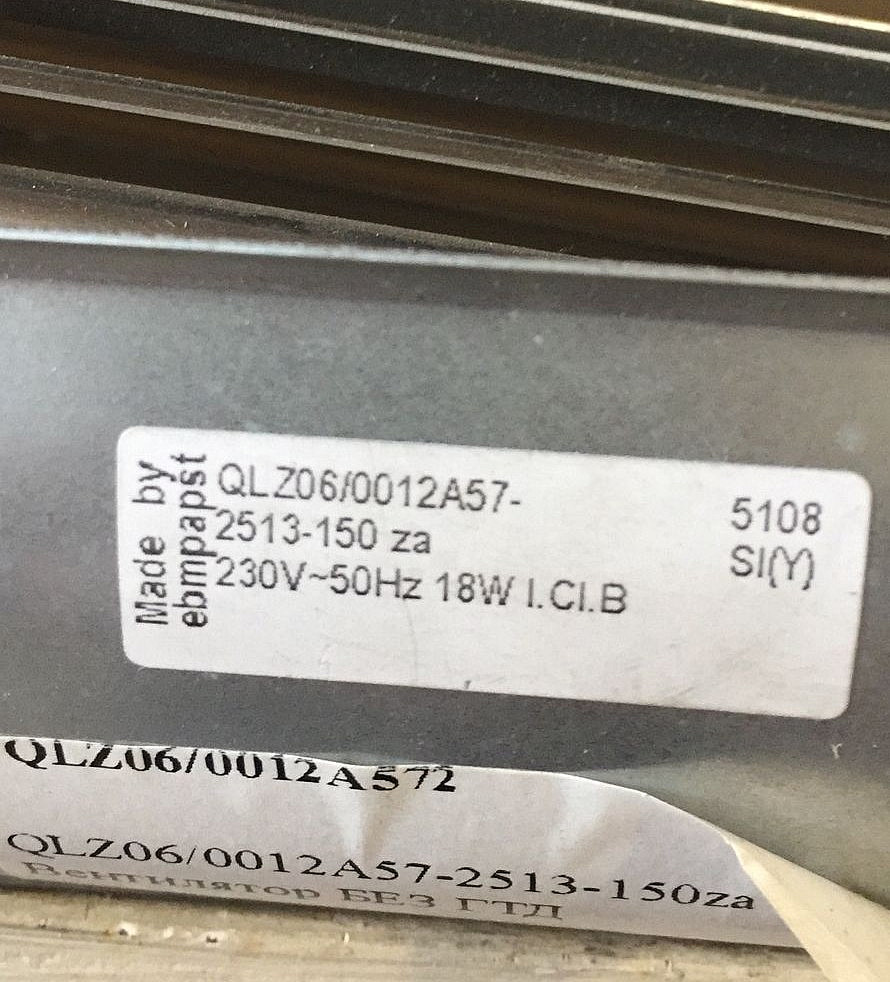 Made by
ebmpapst
QLZ06/0012A57-
2513-150 za
230V~50Hz 18W I.CI.B
5108
SI(Y)
QLZ06/0012A572
QLZ06/0012A57-2513-150za
Вентилятор БЕЗ ГТД